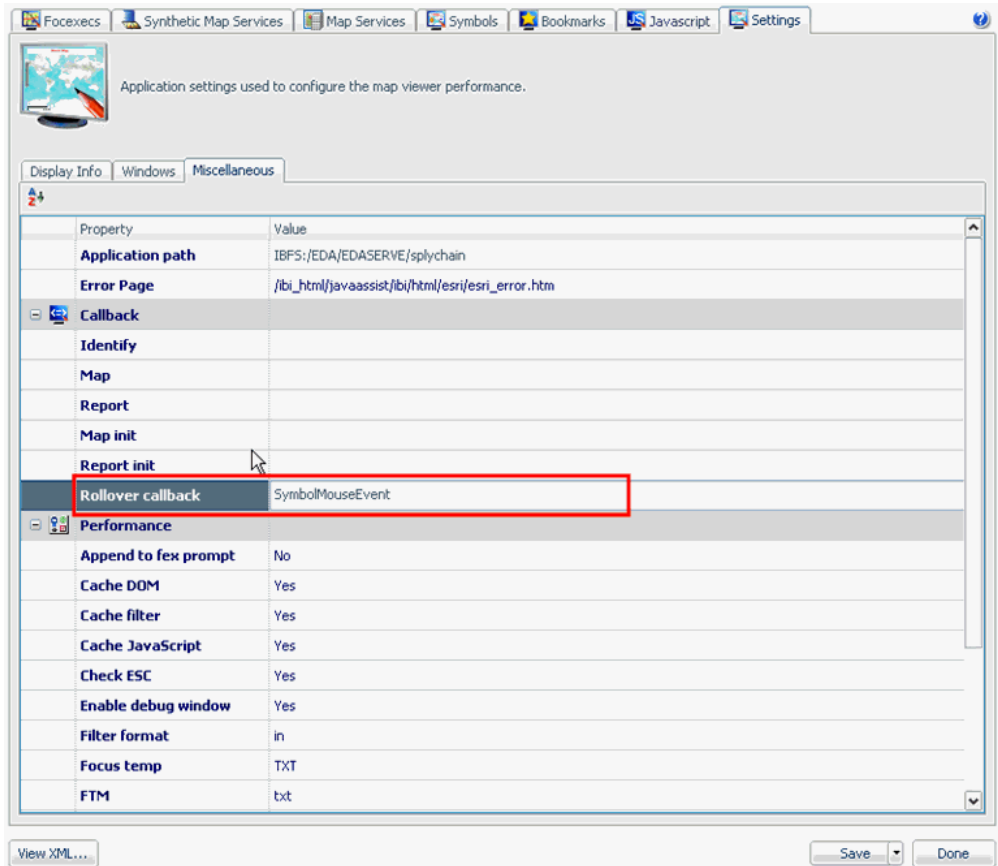 Focexecs Synthetic Map Services Map Services Symbols Bookmarks Javascript Settings
Application settings used to configure the map viewer performance.
Display Info Windows Miscellaneous
Property Value
Application path IBFS:/EDA/EDASERVE/splychain
Error Page /ibi_html/javaassist/ibi/html/esri/esri_error.htm
Callback
Identify
Map
Report
Map init
Report init
Rollover callback SymbolMouseEvent
Performance
Append to fex prompt No
Cache DOM Yes
Cache filter Yes
Cache JavaScript Yes
Check ESC Yes
Enable debug window Yes
Filter format in
Focus temp TXT
FTM txt
View XML... Save Done